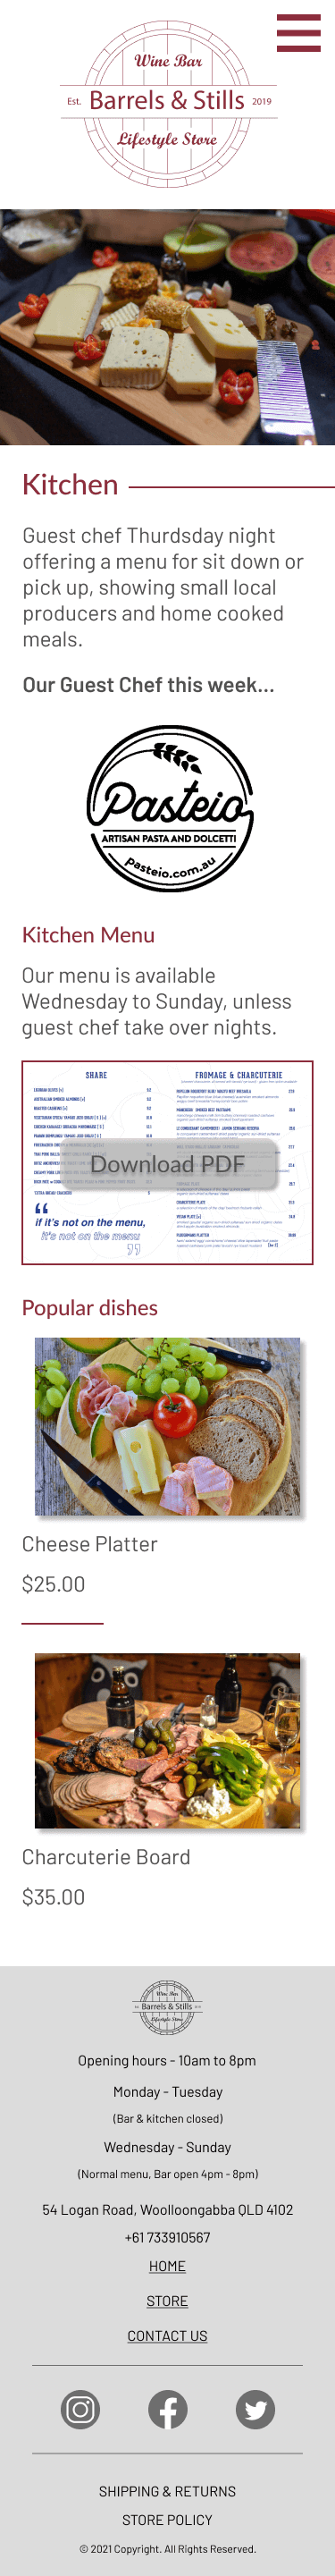 Wine Bar
Est. Barrels & Stills 2019
Lifestyle Store
Kitchen
Guest chef Thurdsday night
offering a menu for sit down or
pick up, showing small local
producers and home cooked
meals.
Our Guest Chef this week...
Pasteio
ARTISAN PASTA AND DOLCETTI
pasteio.com.au
Kitchen Menu
Our menu is available
Wednesday to Sunday, unless
guest chef take over nights.
SHARE
FROMAGE & CHARCUTERIE
Download PDF
“ if it's not on the menu,
it's not on the menu ”
Popular dishes
Cheese Platter
$25.00
Charcuterie Board
$35.00
Wine Bar
Barrels & Stills
Lifestyle Store
Opening hours - 10am to 8pm
Monday - Tuesday
(Bar & kitchen closed)
Wednesday - Sunday
(Normal menu, Bar open 4pm - 8pm)
54 Logan Road, Woolloongabba QLD 4102
+61 733910567
HOME
STORE
CONTACT US
SHIPPING & RETURNS
STORE POLICY
© 2021 Copyright. All Rights Reserved.